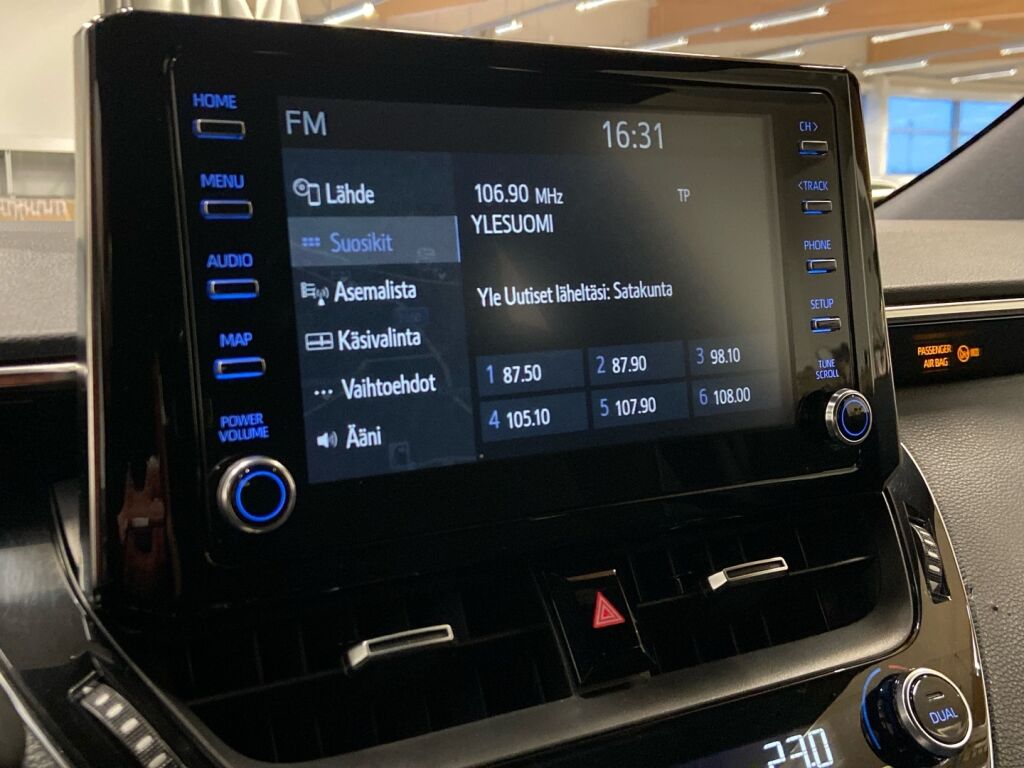 HOME
MENU
AUDIO
MAP
POWER
VOLUME
FM
16:31
Lähde
Suosikit
Asemalista
Käsivalinta
Vaihtoehdot
Ääni
106.90 MHz
TP
YLESUOMI
Yle Uutiset läheltäsi: Satakunta
1 87.50
2 87.90
3 98.10
4 105.10
5 107.90
6 108.00
CH >
< TRACK
PHONE
SETUP
TUNE
SCROLL
PASSENGER
AIR BAG
DUAL
23.0